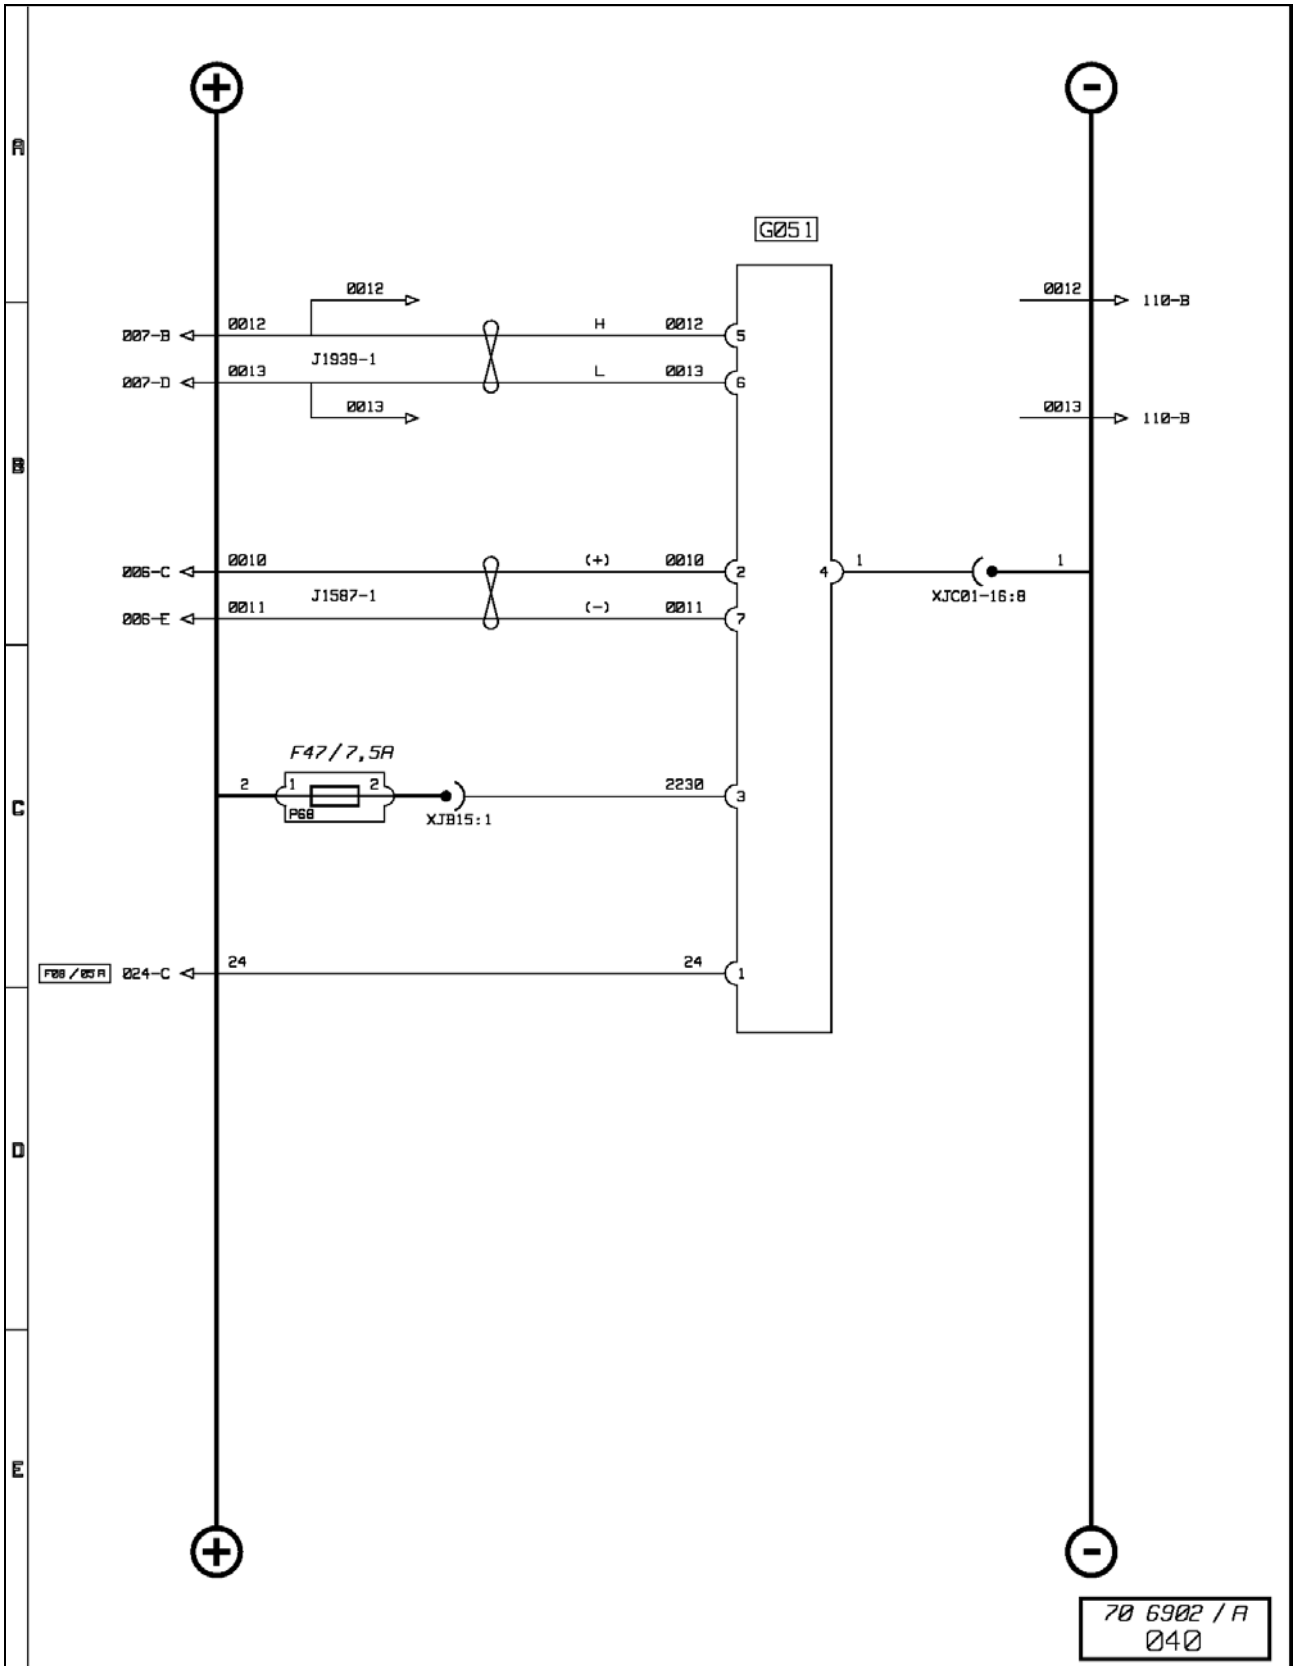 + -
A
G051
0012 0012 110-B
007-B 0012 H 0012 5
J1939-1
007-D 0013 L 0013 6
0013 0013 110-B
B
006-C 0010 (+) 0010 2 4 1 1
J1587-1 XJC01-16:8
006-E 0011 (-) 0011 7
F47/7,5A
2 1 2 2230 3
P68 XJB15:1
C
F08/05A 024-C 24 24 1
D
E
+ -
70 6902 / A
040